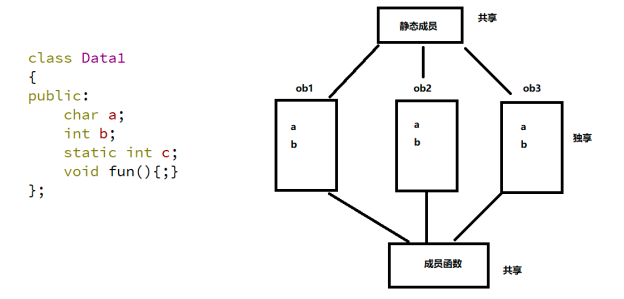 class Data1
{
public:
    char a;
    int b;
    static int c;
    void fun(){;}
};
静态成员 共享
ob1 ob2 ob3
a a a
b b b
独享
成员函数 共享